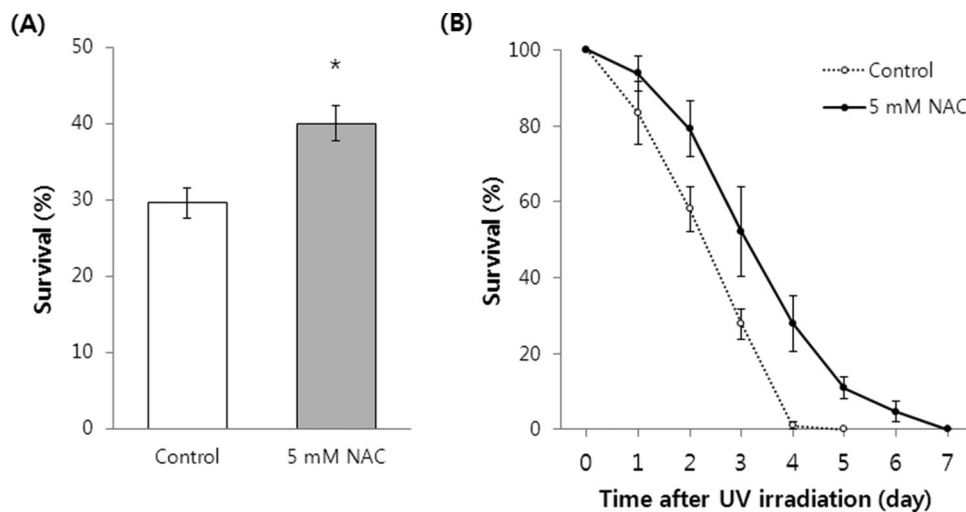 (A)
50
40
30
20
10
0
Survival (%)
*
Control
5 mM NAC
(B)
100
80
60
40
20
0
Survival (%)
Control
5 mM NAC
0 1 2 3 4 5 6 7
Time after UV irradiation (day)